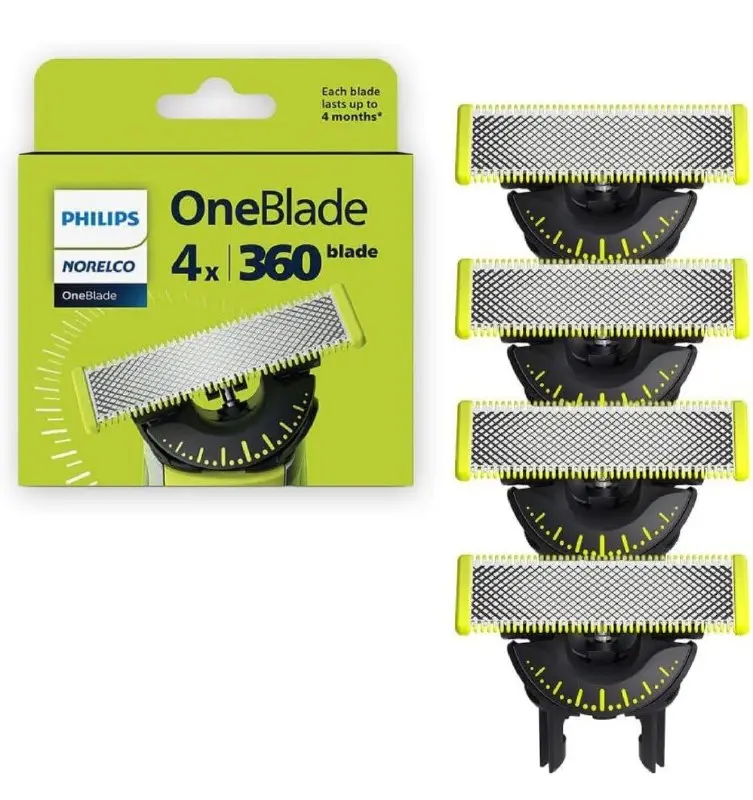 Each blade
lasts up to
4 months*
PHILIPS
NORELCO
OneBlade
OneBlade
4x | 360 blade